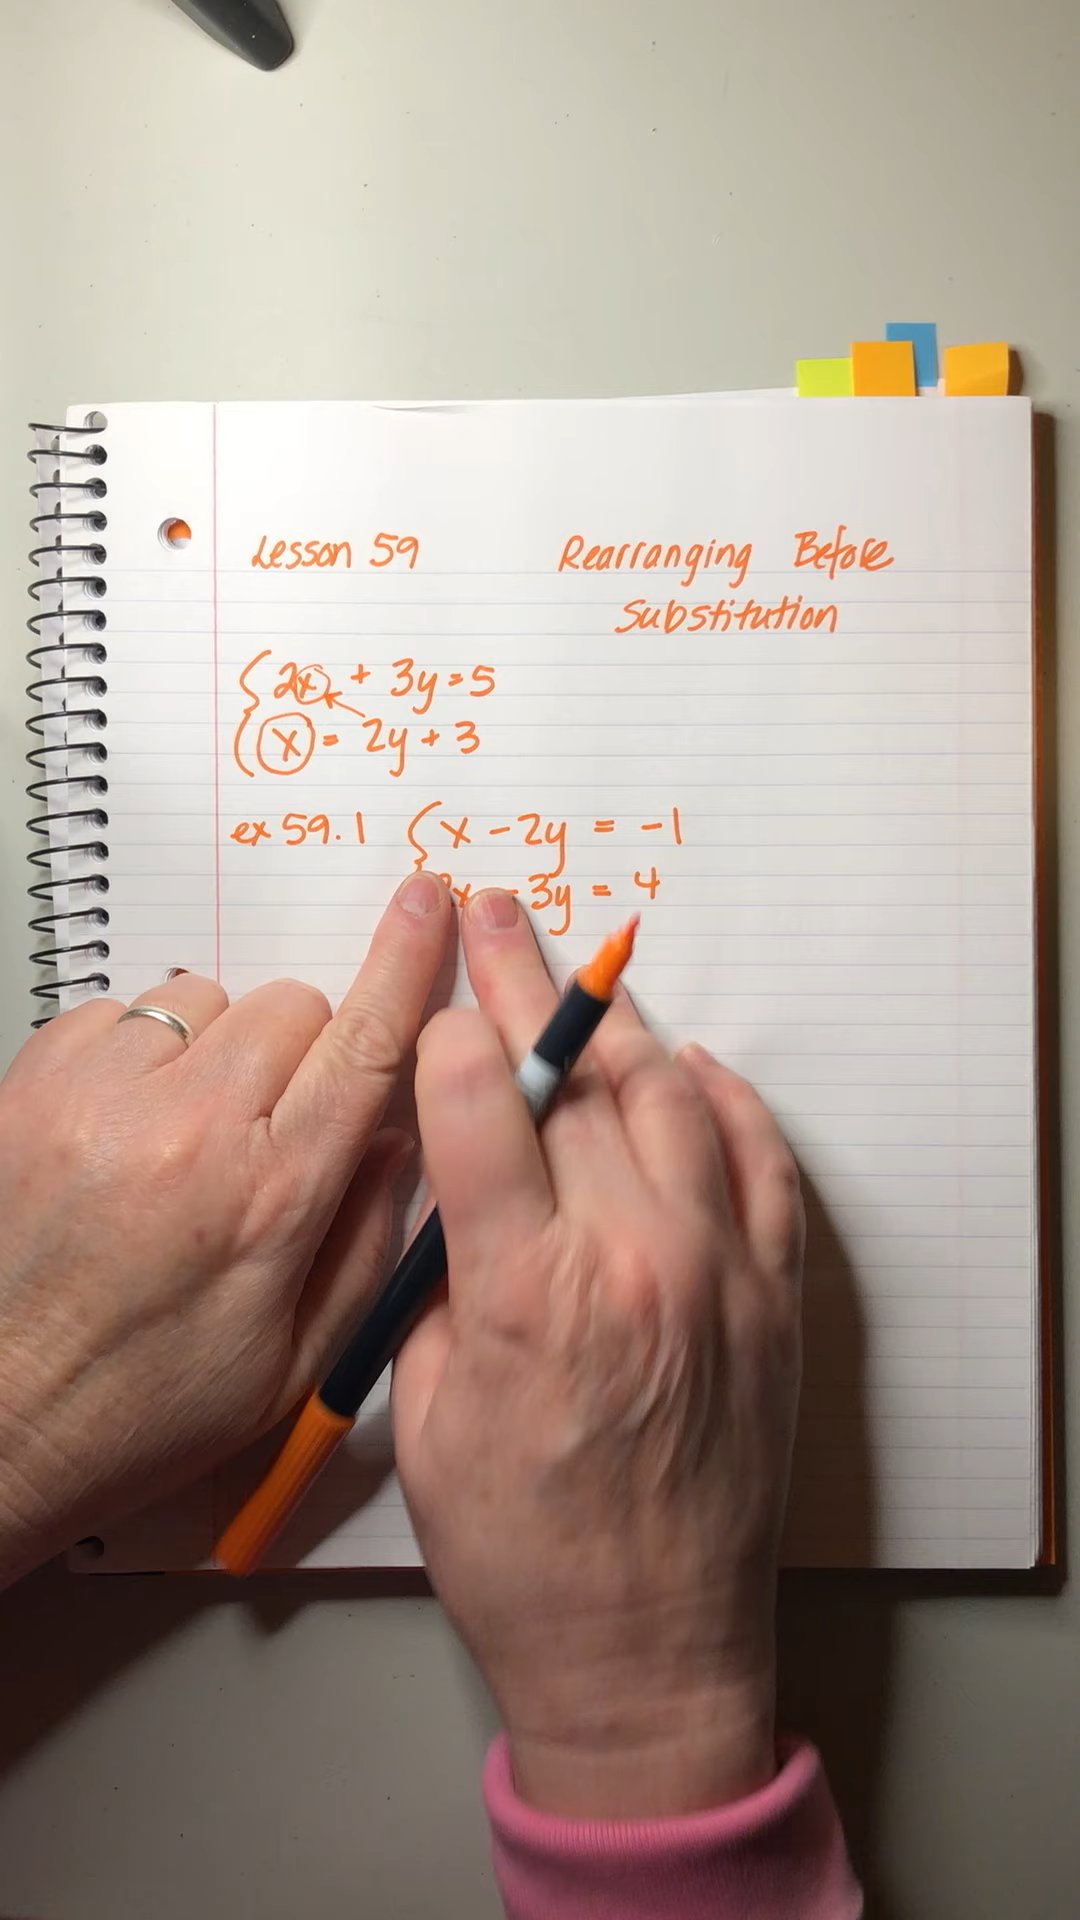 Lesson 59 Rearranging Before
Substitution
2x + 3y = 5
x = 2y + 3
ex 59.1 x - 2y = -1
x - 3y = 4